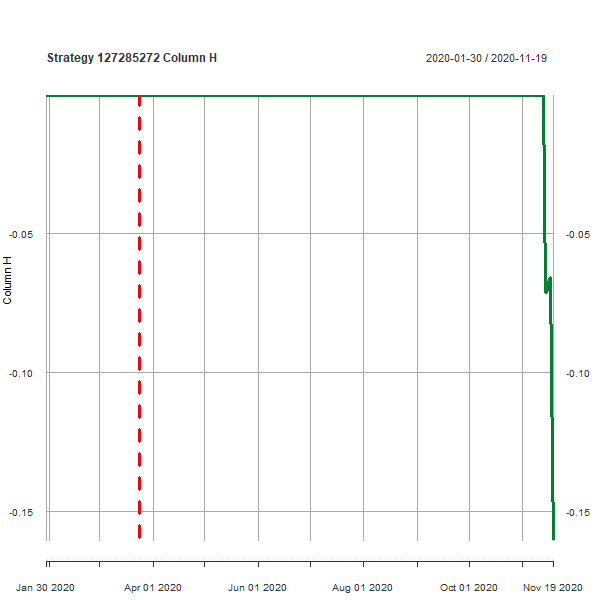 Strategy 127285272 Column H
2020-01-30 / 2020-11-19
Column H
-0.05
-0.05
-0.10
-0.10
-0.15
-0.15
Jan 30 2020
Apr 01 2020
Jun 01 2020
Aug 01 2020
Oct 01 2020
Nov 19 2020